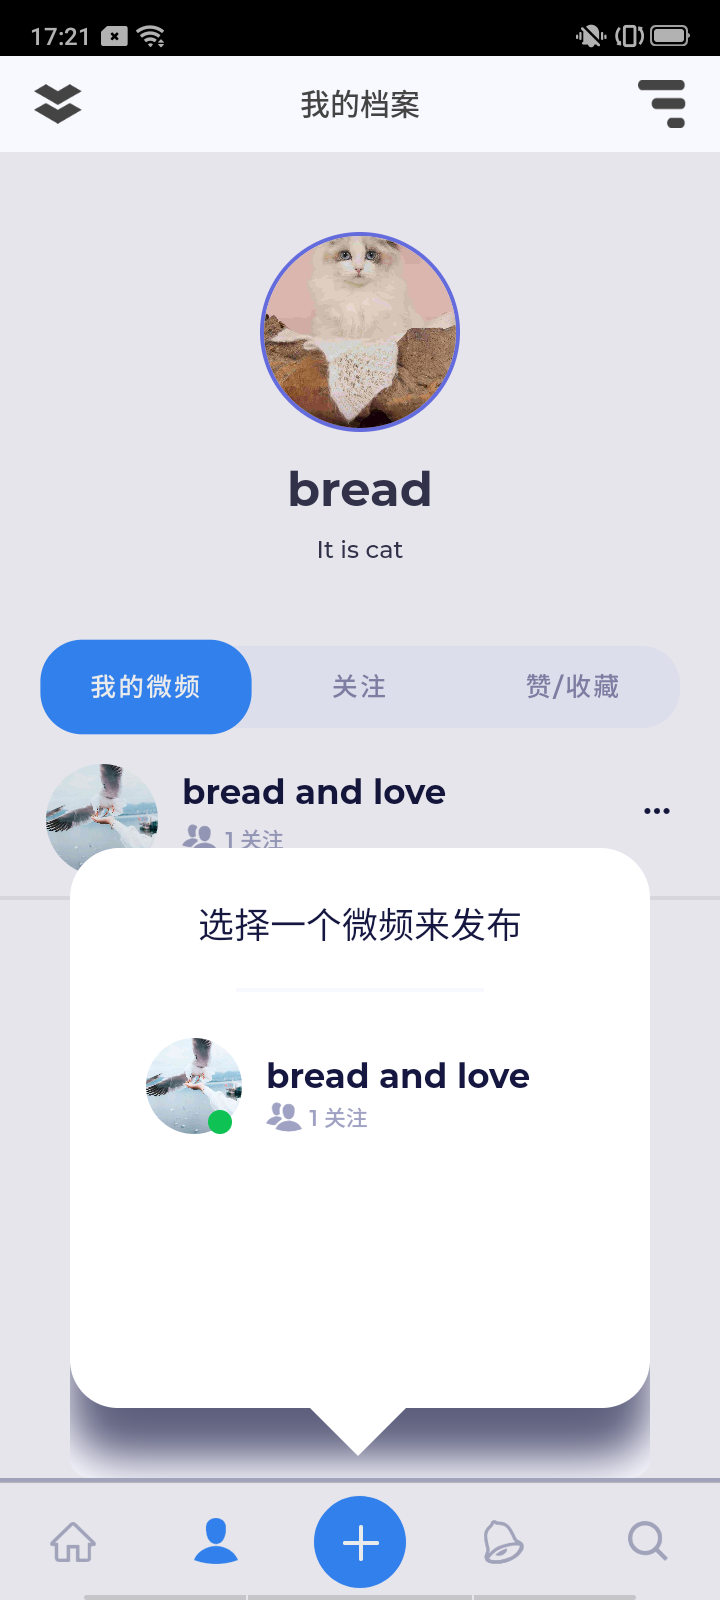 17:21
我的档案
bread
It is cat
我的微频
关注
赞/收藏
bread and love
1 关注
选择一个微频来发布
bread and love
1 关注